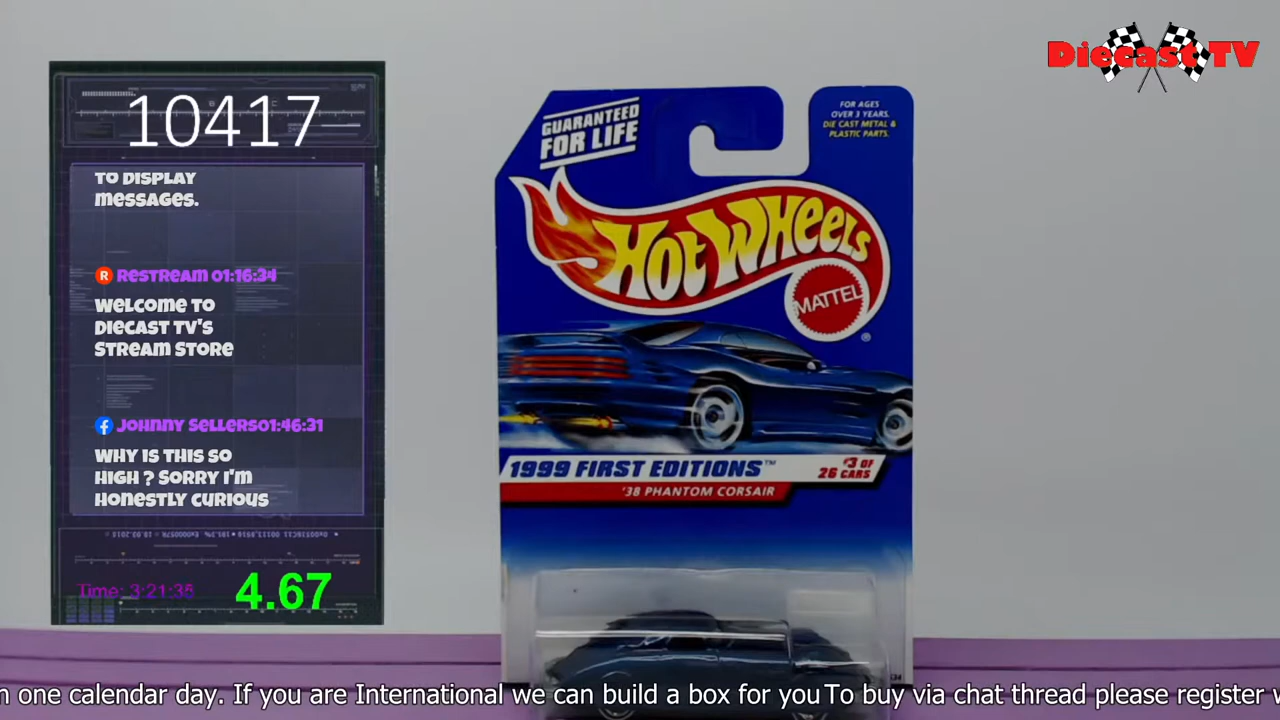 10417
TO DISPLAY
MESSAGES.
R RESTREAM 01:16:34
WELCOME TO
DIECAST TV'S
STREAM STORE
JOHNNY SELLERS01:46:31
WHY IS THIS SO
HIGH ? SORRY I'M
HONESTLY CURIOUS
Time: 3:21:35
4.67
Diecast TV
GUARANTEED
FOR LIFE
FOR AGES
OVER 3 YEARS.
DIE CAST METAL &
PLASTIC PARTS.
HOT WHEELS
MATTEL
®
1999 FIRST EDITIONS™
#3 OF
26 CARS
'38 PHANTOM CORSAIR
one calendar day. If you are International we can build a box for you To buy via chat thread please register